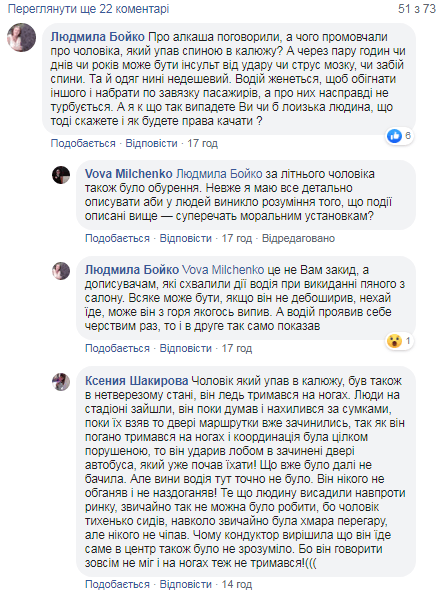 Переглянути ще 22 коментарі 51 з 73
Людмила Бойко Про алкаша поговорили, а чого промовчали
про чоловіка, який упав спиною в калюжу? А через пару годин чи
днів чи років може бути інсульт від удару чи струс мозку, чи забій
спини. Та й одяг нині недешевий. Водій женеться, щоб обігнати
іншого і набрати по завязку пасажирів, а про них насправді не
турбується. А я к що так випадете Ви чи б лоизька людина, що
тоді скажете і як будете права качати ?
6
Подобається · Відповісти · 17 год
Vova Milchenko Людмила Бойко за літнього чоловіка
також було обурення. Невже я маю все детально
описувати аби у людей виникло розуміння того, що події
описані вище — суперечать моральним установкам?
Подобається · Відповісти · 17 год · Відредаговано
Людмила Бойко Vova Milchenko це не Вам закид, а
дописувачам, які схвалили дії водія при викиданні пяного з
салону. Всяке може бути, якщо він не дебоширив, нехай
їде, може він з горя якогось випив. А водій проявив себе
черствим раз, то і в друге так само показав
1
Подобається · Відповісти · 17 год
Ксения Шакирова Чоловік який упав в калюжу, був також
в нетверезому стані, він ледь тримався на ногах. Люди на
стадіоні зайшли, він поки думав і нахилився за сумками,
поки їх взяв то двері маршрутки вже зачинились, так як він
погано тримався на ногах і координація була цілком
порушеною, то він ударив лобом в зачинені двері
автобуса, який уже почав їхати! Що вже було далі не
бачила. Але вини водія тут точно не було. Він нікого не
обганяв і не наздоганяв! Те що людину висадили навпроти
ринку, звичайно так не можна було робити, бо чоловік
тихенько сидів, навколо звичайно була хмара перегару,
але нікого не чіпав. Чому кондуктор вирішила що він їде
саме в центр також було не зрозуміло. Бо він говорити
зовсім не міг і на ногах теж не тримався!(((
Подобається · Відповісти · 14 год